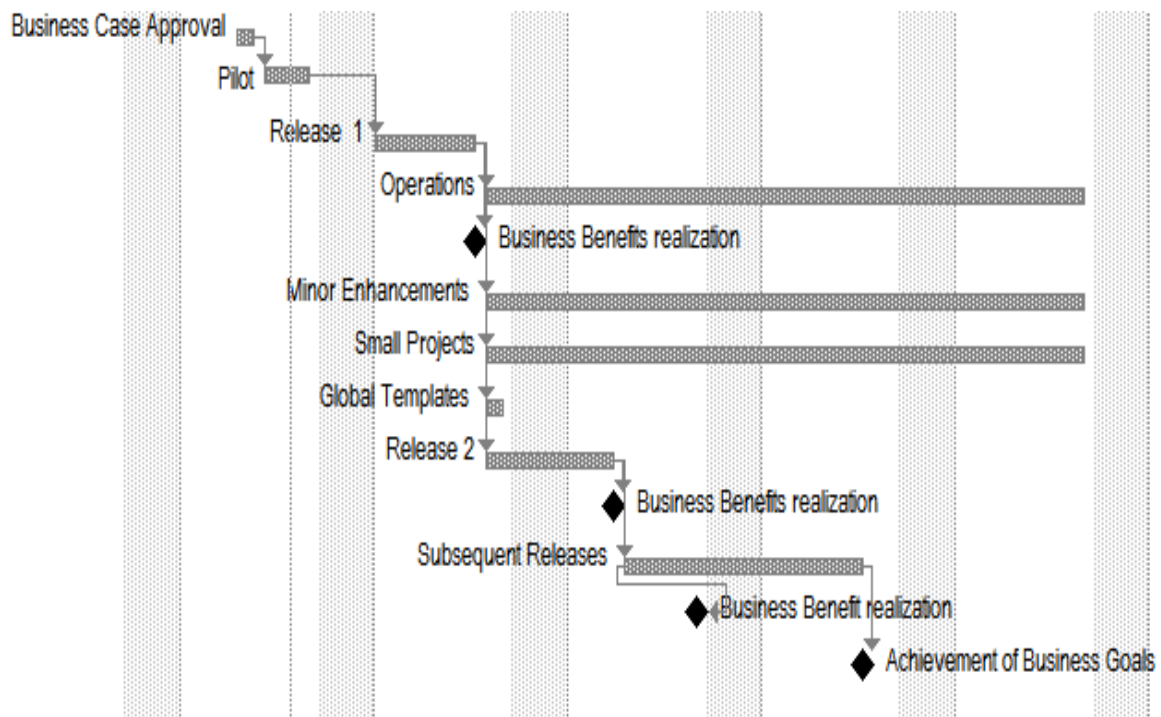 Business Case Approval
Pilot
Release 1
Operations
Business Benefits realization
Minor Enhancements
Small Projects
Global Templates
Release 2
Business Benefits realization
Subsequent Releases
Business Benefit realization
Achievement of Business Goals